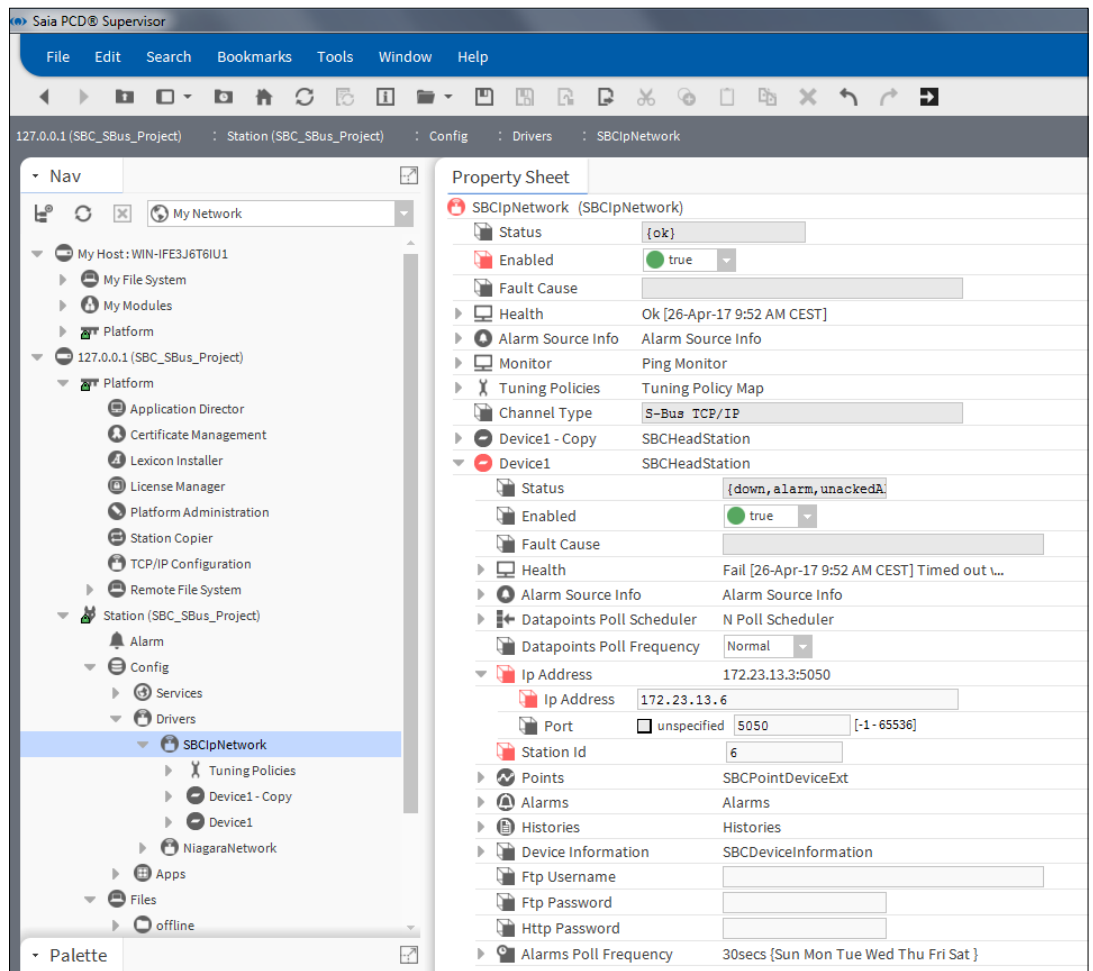 Saia PCD® Supervisor
File Edit Search Bookmarks Tools Window Help
127.0.0.1 (SBC_SBus_Project) : Station (SBC_SBus_Project) : Config : Drivers : SBCIpNetwork
Nav
My Network
My Host : WIN-IFE3J6T6IU1
My File System
My Modules
Platform
127.0.0.1 (SBC_SBus_Project)
Platform
Application Director
Certificate Management
Lexicon Installer
License Manager
Platform Administration
Station Copier
TCP/IP Configuration
Remote File System
Station (SBC_SBus_Project)
Alarm
Config
Services
Drivers
SBCIpNetwork
Tuning Policies
Device1 - Copy
Device1
NiagaraNetwork
Apps
Files
offline
Palette
Property Sheet
SBCIpNetwork (SBCIpNetwork)
Status {ok}
Enabled true
Fault Cause
Health Ok [26-Apr-17 9:52 AM CEST]
Alarm Source Info Alarm Source Info
Monitor Ping Monitor
Tuning Policies Tuning Policy Map
Channel Type S-Bus TCP/IP
Device1 - Copy SBCHeadStation
Device1 SBCHeadStation
Status {down,alarm,unackedA
Enabled true
Fault Cause
Health Fail [26-Apr-17 9:52 AM CEST] Timed out \...
Alarm Source Info Alarm Source Info
Datapoints Poll Scheduler N Poll Scheduler
Datapoints Poll Frequency Normal
Ip Address 172.23.13.3:5050
Ip Address 172.23.13.6
Port unspecified 5050 [-1 - 65536]
Station Id 6
Points SBCPointDeviceExt
Alarms Alarms
Histories Histories
Device Information SBCDeviceInformation
Ftp Username
Ftp Password
Http Password
Alarms Poll Frequency 30secs {Sun Mon Tue Wed Thu Fri Sat }